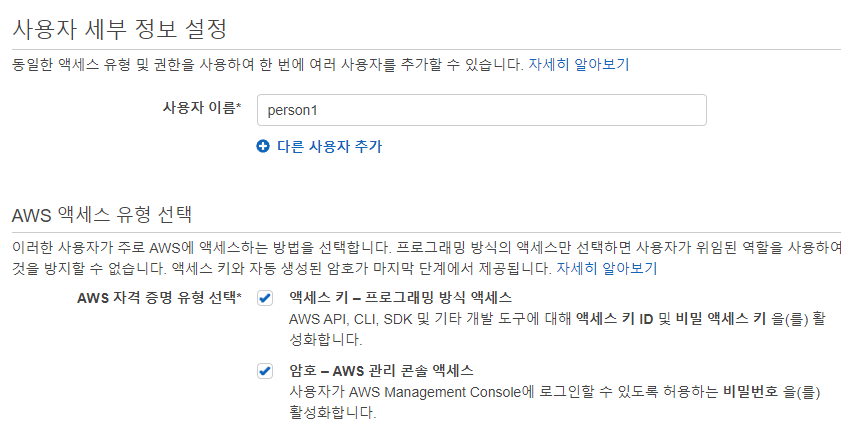 사용자 세부 정보 설정
동일한 액세스 유형 및 권한을 사용하여 한 번에 여러 사용자를 추가할 수 있습니다. 자세히 알아보기
사용자 이름* person1
다른 사용자 추가
AWS 액세스 유형 선택
이러한 사용자가 주로 AWS에 액세스하는 방법을 선택합니다. 프로그래밍 방식의 액세스만 선택하면 사용자가 위임된 역할을 사용하여
것을 방지할 수 없습니다. 액세스 키와 자동 생성된 암호가 마지막 단계에서 제공됩니다. 자세히 알아보기
AWS 자격 증명 유형 선택* 액세스 키 – 프로그래밍 방식 액세스
AWS API, CLI, SDK 및 기타 개발 도구에 대해 액세스 키 ID 및 비밀 액세스 키 을(를) 활
성화합니다.
암호 – AWS 관리 콘솔 액세스
사용자가 AWS Management Console에 로그인할 수 있도록 허용하는 비밀번호 을(를)
활성화합니다.